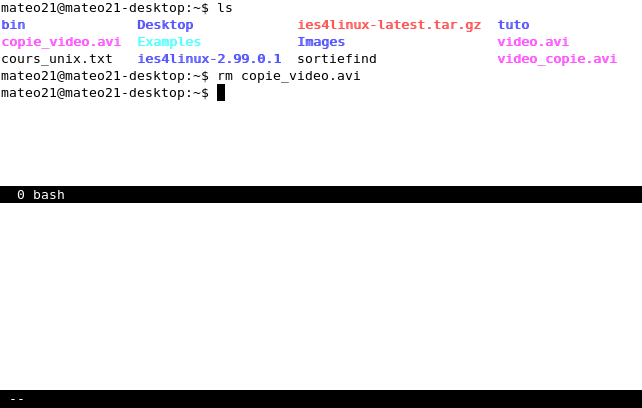 mateo21@mateo21-desktop:~$ ls
bin Desktop ies4linux-latest.tar.gz tuto
copie_video.avi Examples Images video.avi
cours_unix.txt ies4linux-2.99.0.1 sortiefind video_copie.avi
mateo21@mateo21-desktop:~$ rm copie_video.avi
mateo21@mateo21-desktop:~$
0 bash
--